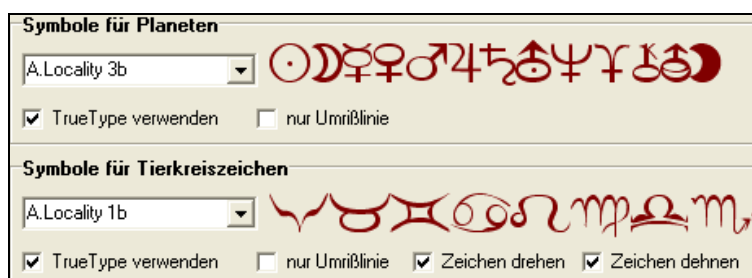 Symbole für Planeten
A.Locality 3b
TrueType verwenden nur Umrißlinie
Symbole für Tierkreiszeichen
A.Locality 1b
TrueType verwenden nur Umrißlinie Zeichen drehen Zeichen dehnen